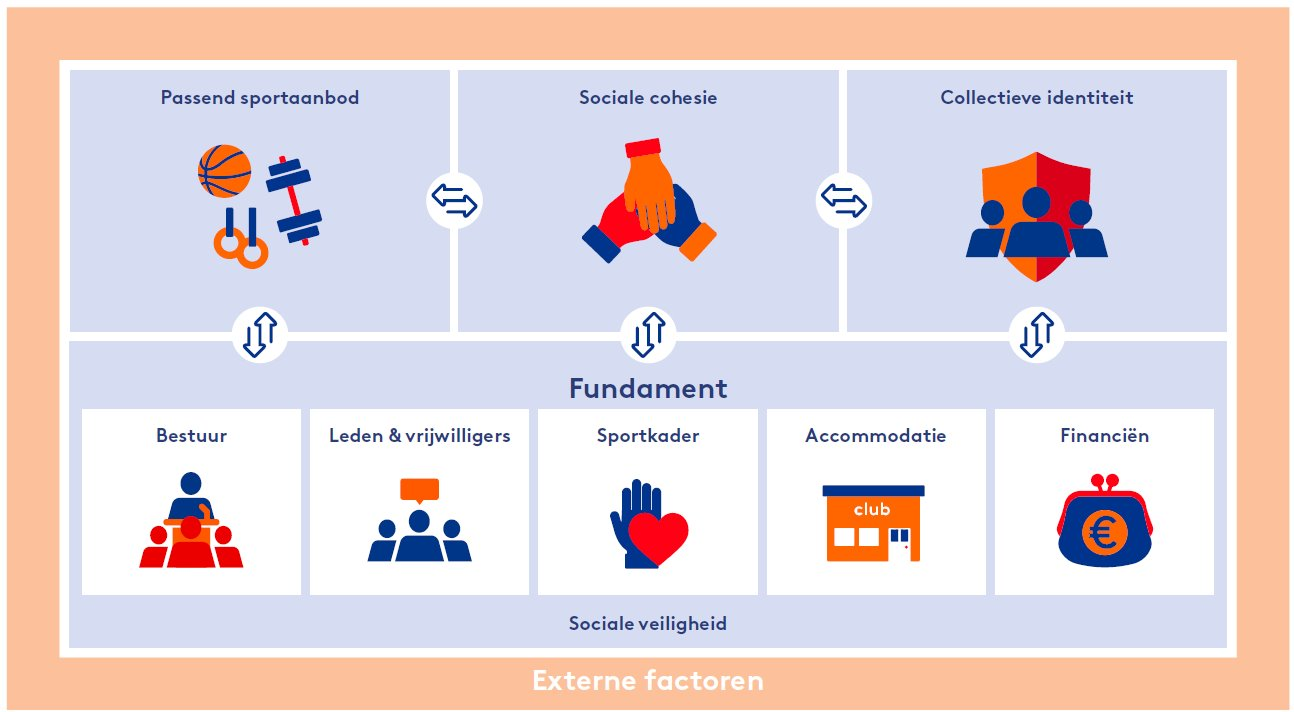 Passend sportaanbod
Sociale cohesie
Collectieve identiteit
Fundament
Bestuur
Leden & vrijwilligers
Sportkader
Accommodatie
Financiën
club
€
Sociale veiligheid
Externe factoren